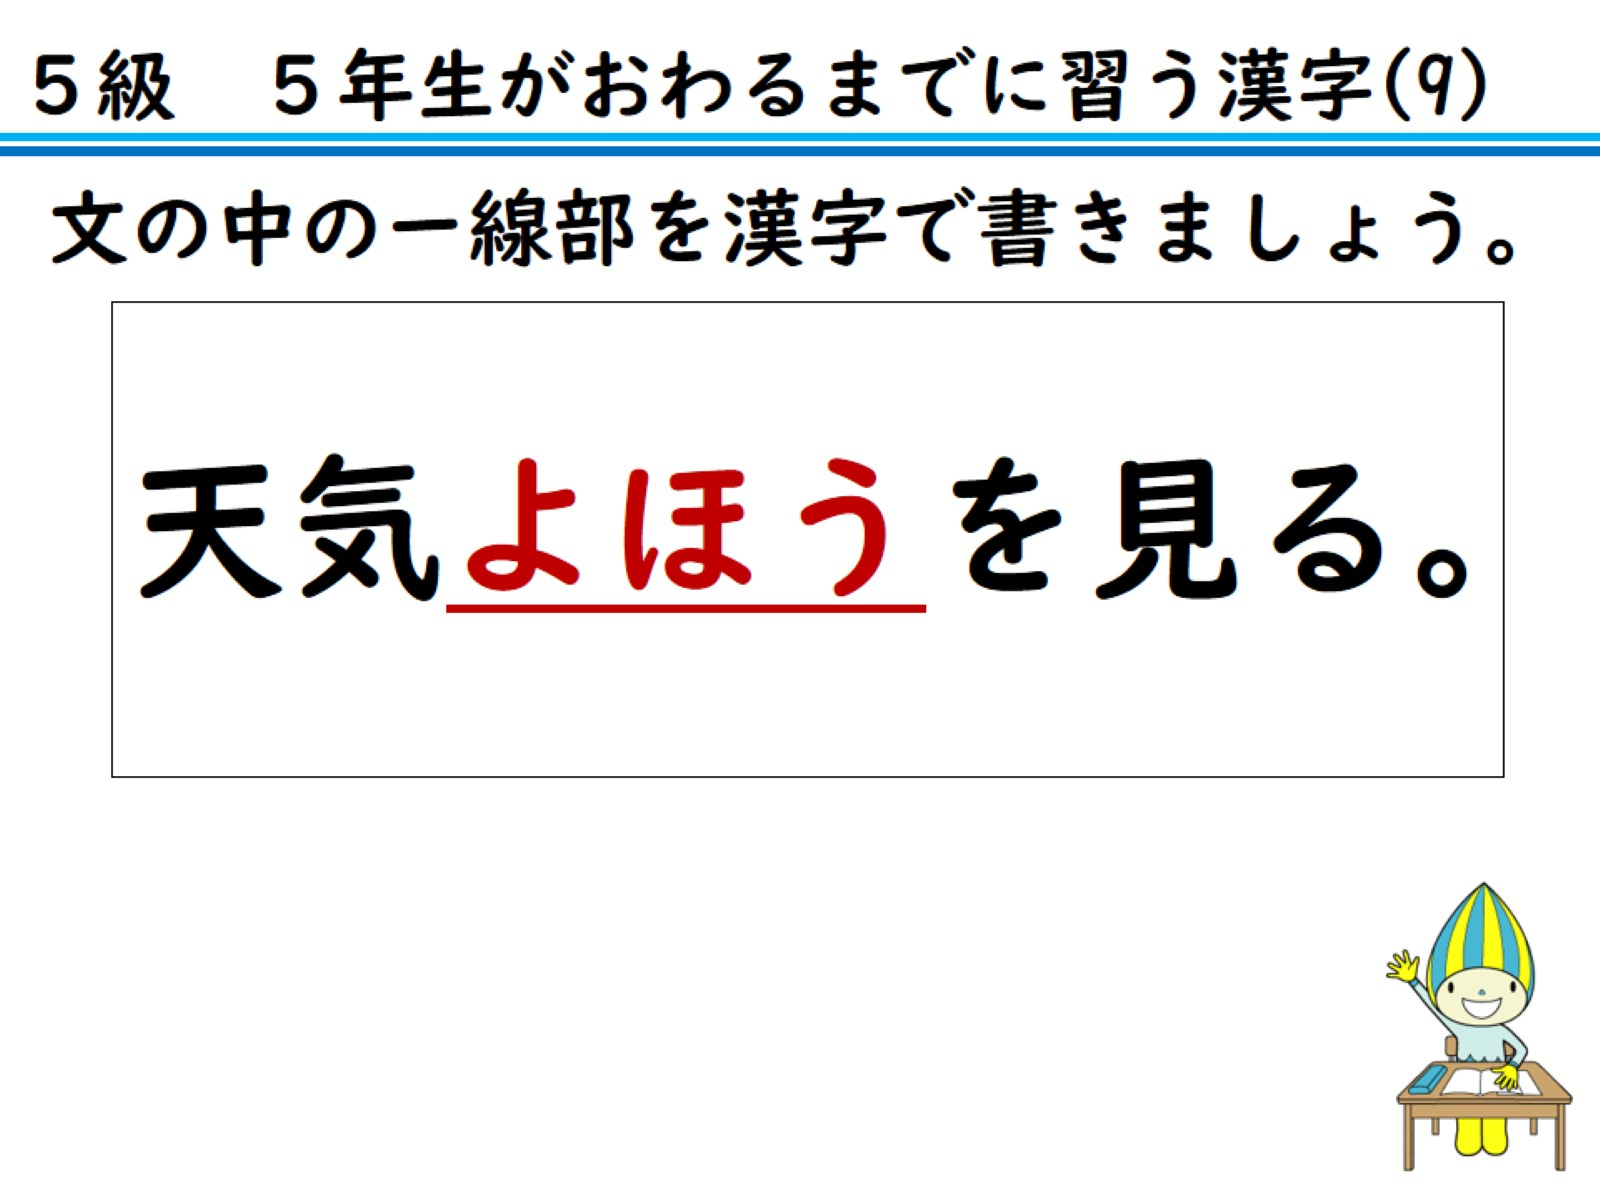 ５級　５年生がおわるまでに習う漢字(9)
文の中の一線部を漢字で書きましょう。
天気よほうを見る。